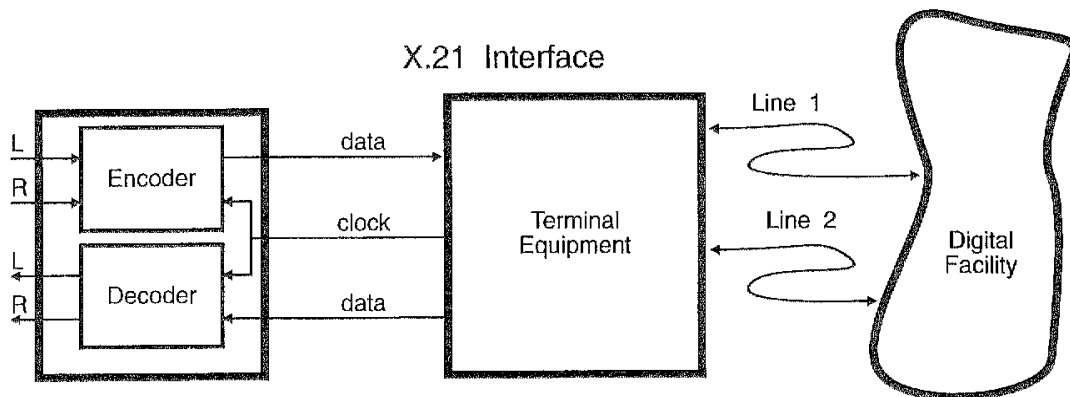 X.21 Interface
L
R
L
R
Encoder
Decoder
data
clock
data
Terminal
Equipment
Line 1
Line 2
Digital
Facility